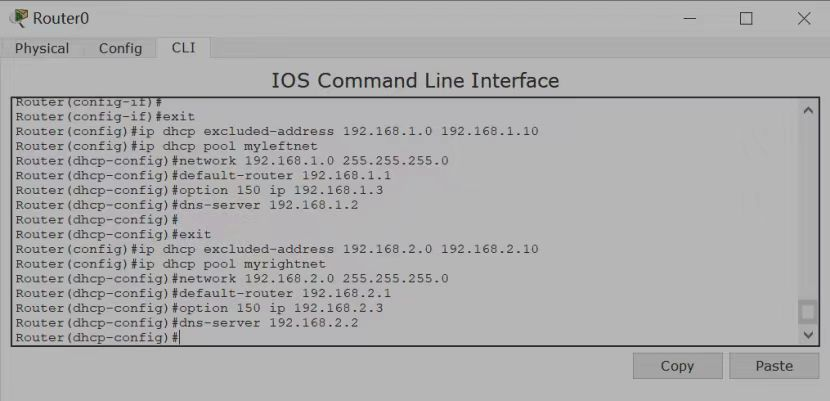 Router0
Physical Config CLI
IOS Command Line Interface
Router(config-if)#
Router(config-if)#exit
Router(config)#ip dhcp excluded-address 192.168.1.0 192.168.1.10
Router(config)#ip dhcp pool myleftnet
Router(dhcp-config)#network 192.168.1.0 255.255.255.0
Router(dhcp-config)#default-router 192.168.1.1
Router(dhcp-config)#option 150 ip 192.168.1.3
Router(dhcp-config)#dns-server 192.168.1.2
Router(dhcp-config)#
Router(dhcp-config)#exit
Router(config)#ip dhcp excluded-address 192.168.2.0 192.168.2.10
Router(config)#ip dhcp pool myrightnet
Router(dhcp-config)#network 192.168.2.0 255.255.255.0
Router(dhcp-config)#default-router 192.168.2.1
Router(dhcp-config)#option 150 ip 192.168.2.3
Router(dhcp-config)#dns-server 192.168.2.2
Router(dhcp-config)#
Copy Paste